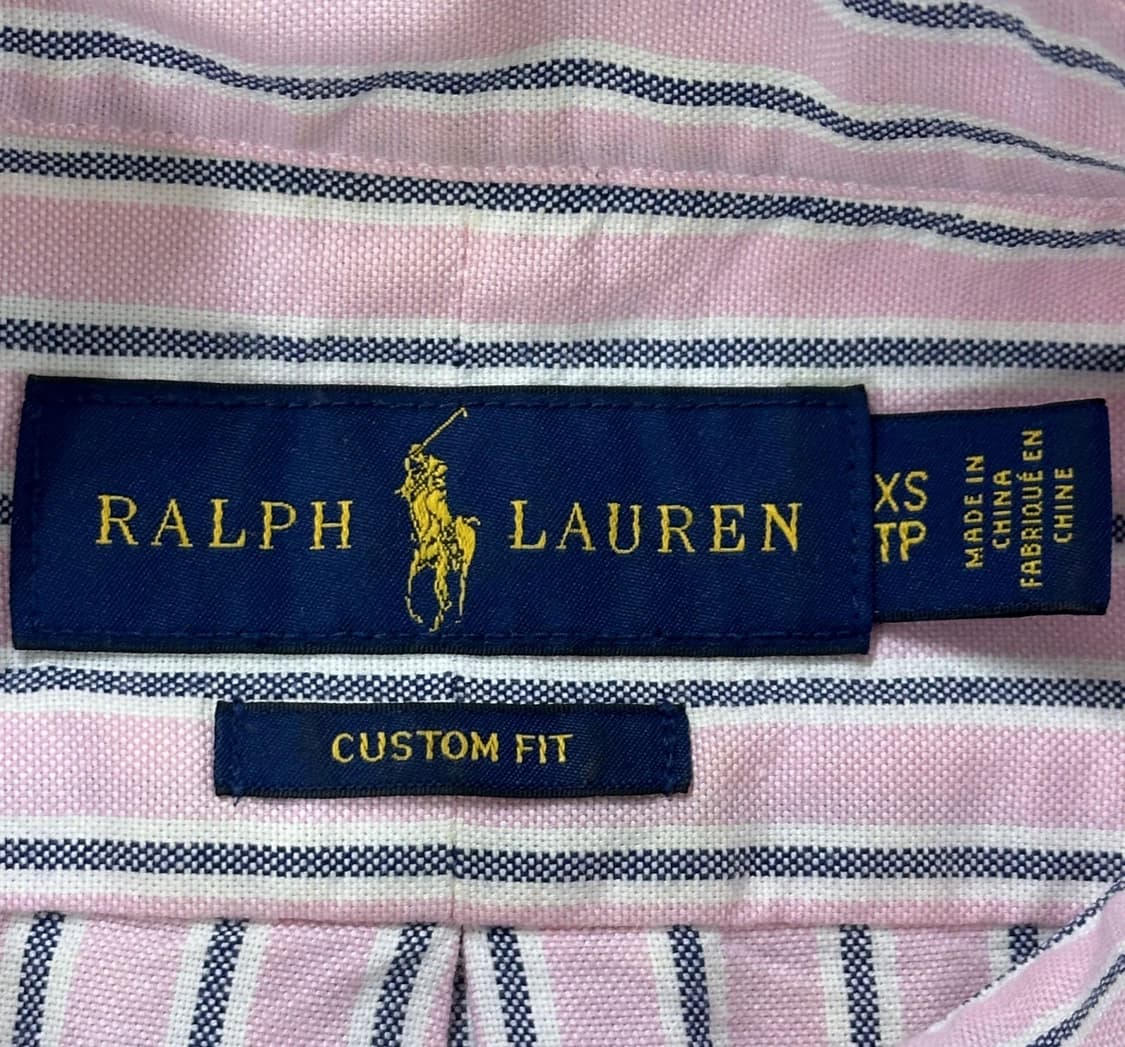 RALPH LAUREN
XS
TP
MADE IN
CHINA
FABRIQUÉ EN
CHINE
CUSTOM FIT